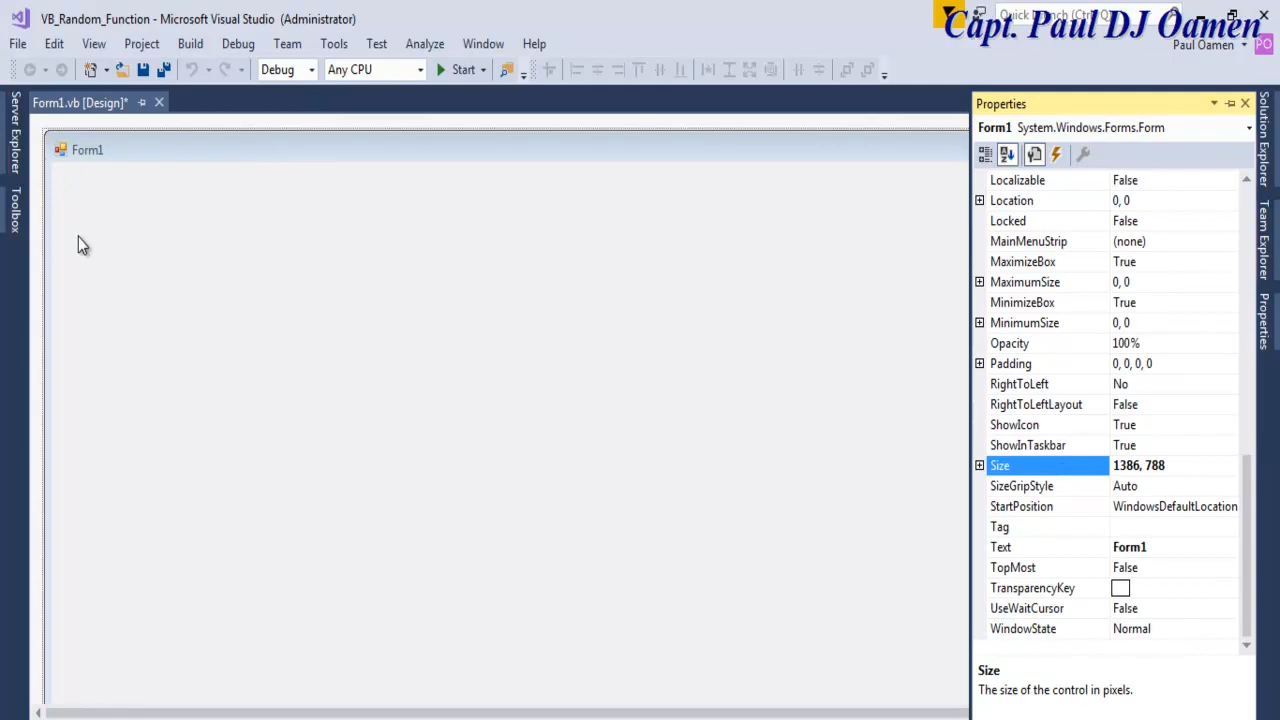 VB_Random_Function - Microsoft Visual Studio (Administrator)
Quick Launch (Ctrl+Q)
Capt. Paul DJ Oamen
File Edit View Project Build Debug Team Tools Test Analyze Window Help
Paul Oamen PO
Debug Any CPU Start
Form1.vb [Design]*
Server Explorer
Toolbox
Form1
Properties
Form1 System.Windows.Forms.Form
Localizable False
Location 0, 0
Locked False
MainMenuStrip (none)
MaximizeBox True
MaximumSize 0, 0
MinimizeBox True
MinimumSize 0, 0
Opacity 100%
Padding 0, 0, 0, 0
RightToLeft No
RightToLeftLayout False
ShowIcon True
ShowInTaskbar True
Size 1386, 788
SizeGripStyle Auto
StartPosition WindowsDefaultLocation
Tag
Text Form1
TopMost False
TransparencyKey
UseWaitCursor False
WindowState Normal
Size
The size of the control in pixels.
Solution Explorer
Team Explorer
Properties